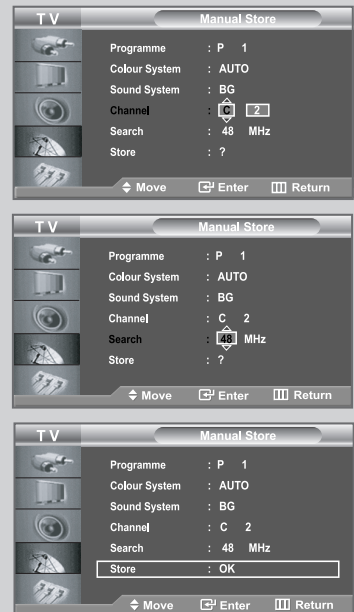 TV Manual Store
Programme : P 1
Colour System : AUTO
Sound System : BG
Channel : C 2
Search : 48 MHz
Store : ?
Move Enter Return
TV Manual Store
Programme : P 1
Colour System : AUTO
Sound System : BG
Channel : C 2
Search : 48 MHz
Store : ?
Move Enter Return
TV Manual Store
Programme : P 1
Colour System : AUTO
Sound System : BG
Channel : C 2
Search : 48 MHz
Store : OK
Move Enter Return